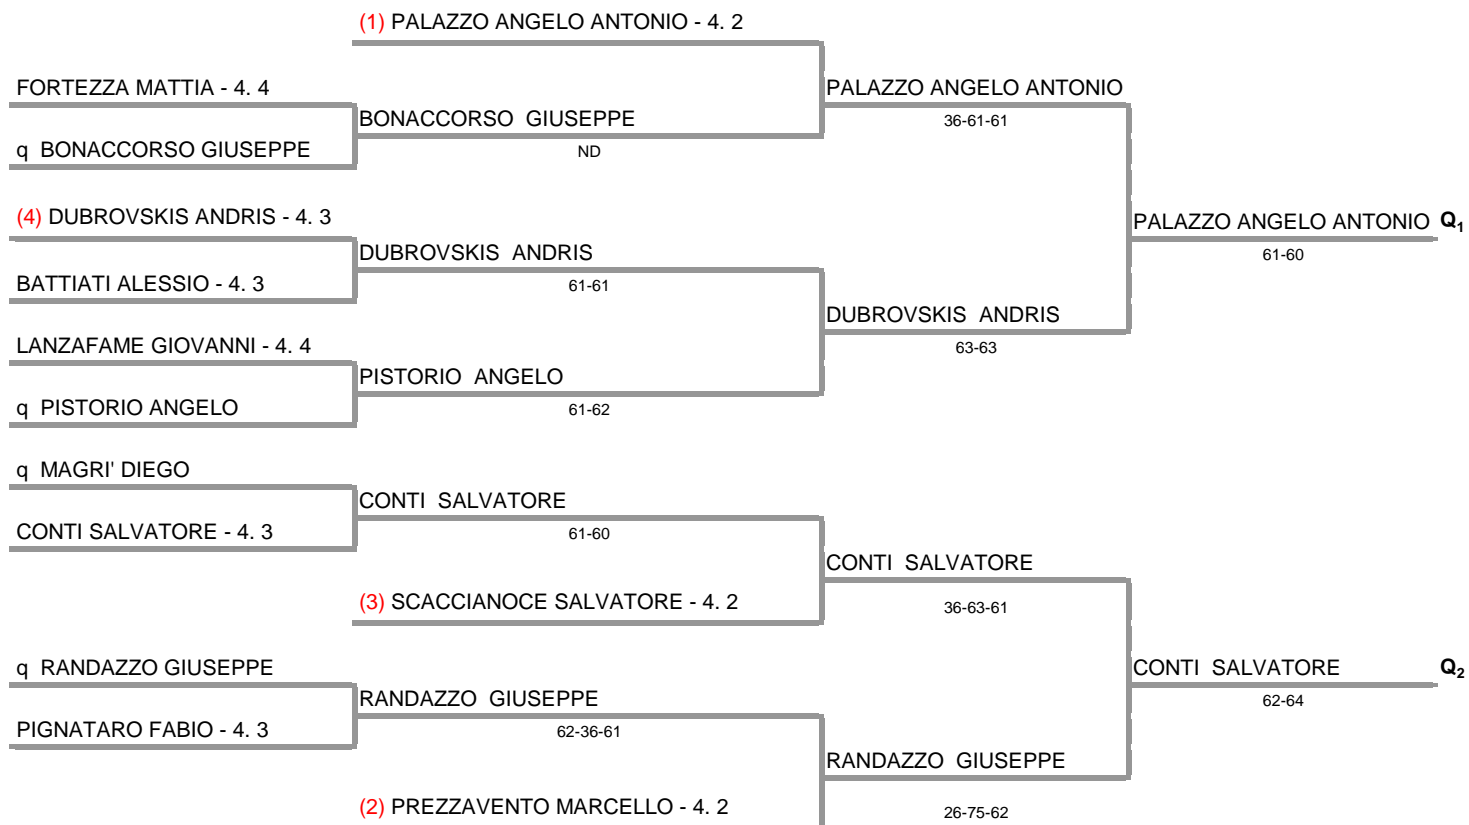 (1) PALAZZO ANGELO ANTONIO - 4. 2
FORTEZZA MATTIA - 4. 4
PALAZZO ANGELO ANTONIO
36-61-61
BONACCORSO GIUSEPPE
ND
q BONACCORSO GIUSEPPE
(4) DUBROVSKIS ANDRIS - 4. 3
PALAZZO ANGELO ANTONIO Q1
61-60
DUBROVSKIS ANDRIS
61-61
BATTIATI ALESSIO - 4. 3
DUBROVSKIS ANDRIS
63-63
LANZAFAME GIOVANNI - 4. 4
PISTORIO ANGELO
61-62
q PISTORIO ANGELO
q MAGRI' DIEGO
CONTI SALVATORE
61-60
CONTI SALVATORE - 4. 3
CONTI SALVATORE
36-63-61
(3) SCACCIANOCE SALVATORE - 4. 2
q RANDAZZO GIUSEPPE
CONTI SALVATORE Q2
62-64
RANDAZZO GIUSEPPE
62-36-61
PIGNATARO FABIO - 4. 3
RANDAZZO GIUSEPPE
26-75-62
(2) PREZZAVENTO MARCELLO - 4. 2